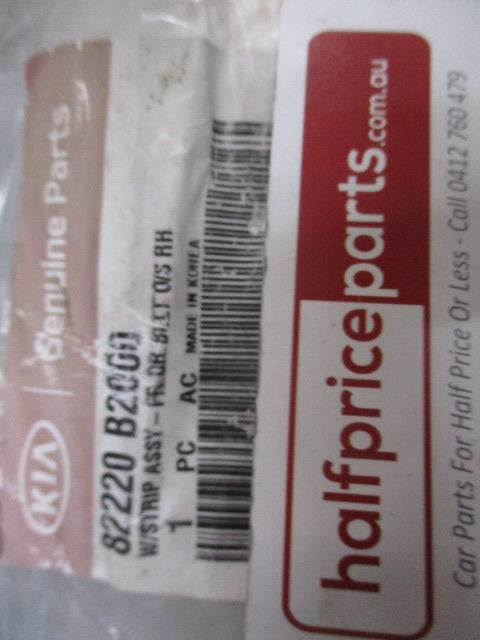 KIA | Genuine Parts
82220 B2000
W/STRIP ASSY - FR DR BELT O/S RH
1 PC AC MADE IN KOREA
halfpriceparts.com.au
Car Parts For Half Price Or Less - Call 0412 760 479